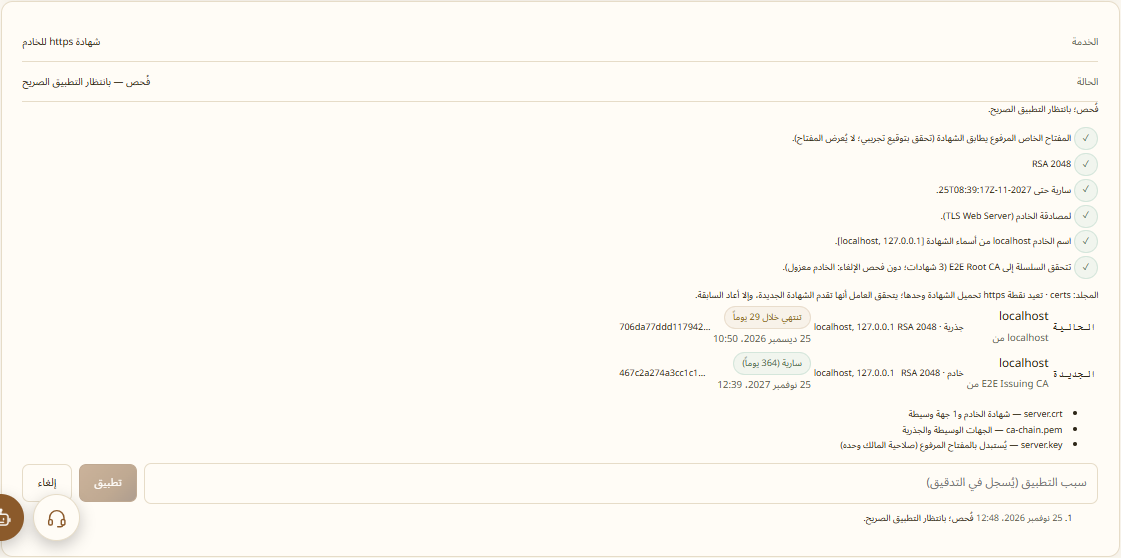 الخدمة شهادة https للخادم
الحالة فُحص — بانتظار التطبيق الصريح
فُحص؛ بانتظار التطبيق الصريح.
✓ المفتاح الخاص المرفوع يطابق الشهادة (تحقق بتوقيع تجريبي؛ لا يُعرض المفتاح).
✓ RSA 2048
✓ سارية حتى 2027-11-25T08:39:17Z.
✓ لمصادقة الخادم (TLS Web Server).
✓ اسم الخادم localhost من أسماء الشهادة [localhost, 127.0.0.1].
✓ تتحقق السلسلة إلى E2E Root CA (3 شهادات؛ دون فحص الإلغاء: الخادم معزول).
المجلد: certs · تعيد نقطة https تحميل الشهادة وحدها؛ يتحقق العامل أنها تقدم الشهادة الجديدة، وإلا أعاد السابقة.
الحالية localhost جذرية · RSA 2048 localhost, 127.0.0.1 تنتهي خلال 29 يوماً 706da77ddd117942…
من localhost 25 ديسمبر 2026، 10:50
الجديدة localhost خادم · RSA 2048 localhost, 127.0.0.1 سارية (364 يوماً) 467c2a274a3cc1c1…
من E2E Issuing CA 25 نوفمبر 2027، 12:39
• server.crt — شهادة الخادم و1 جهة وسيطة
• ca-chain.pem — الجهات الوسيطة والجذرية
• server.key — يُستبدل بالمفتاح المرفوع (صلاحية المالك وحده)
سبب التطبيق (يُسجل في التدقيق) تطبيق إلغاء
1. 25 نوفمبر 2026، 12:48 فُحص؛ بانتظار التطبيق الصريح.